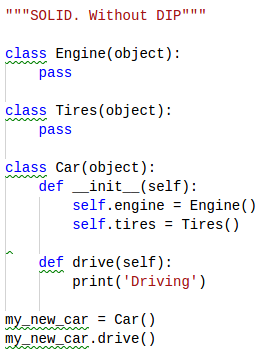 """SOLID. Without DIP"""
class Engine(object):
pass
class Tires(object):
pass
class Car(object):
def __init__(self):
self.engine = Engine()
self.tires = Tires()
def drive(self):
print('Driving')
my_new_car = Car()
my_new_car.drive()